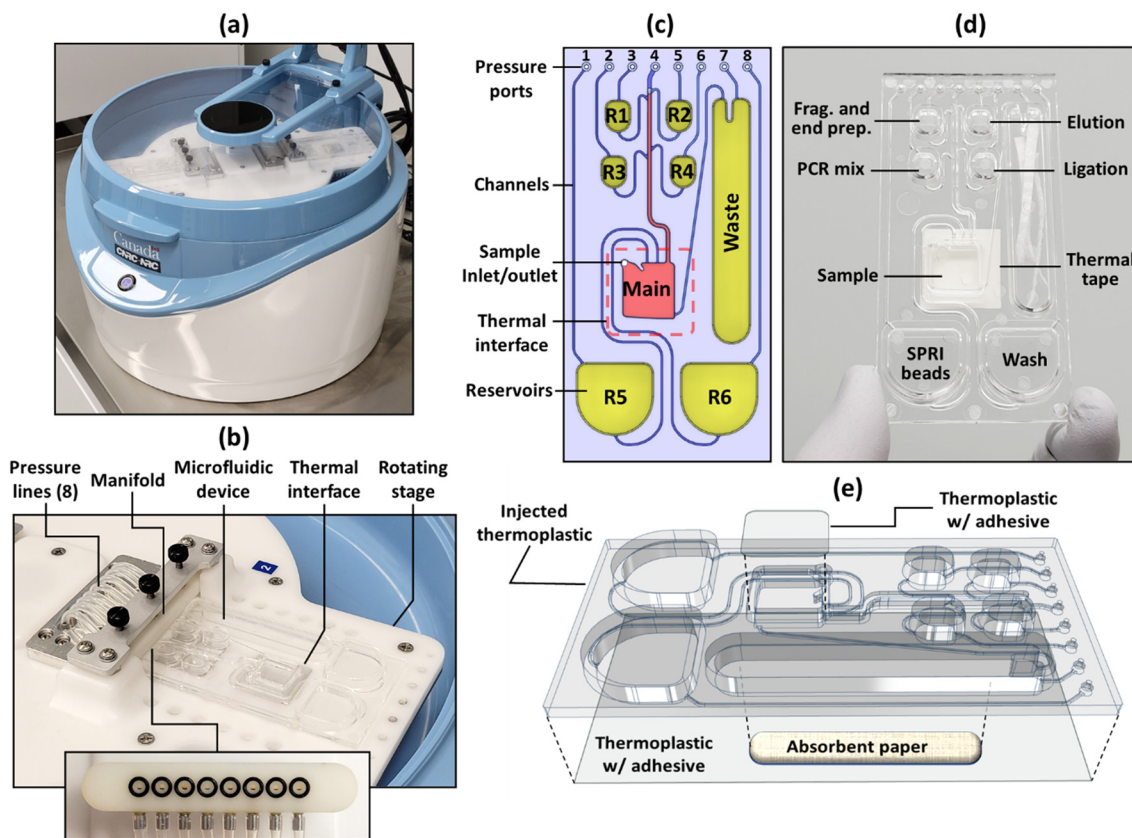 (a)
Canada
CNRC-NRC
(b)
Pressure
lines (8)
Manifold
Microfluidic
device
Thermal
interface
Rotating
stage
2
(c)
1 2 3 4 5 6 7 8
Pressure
ports
R1
R2
R3
R4
Channels
Sample
Inlet/outlet
Main
Waste
Thermal
interface
Reservoirs
R5
R6
(d)
Frag. and
end prep.
Elution
PCR mix
Ligation
Sample
Thermal
tape
SPRI
beads
Wash
(e)
Injected
thermoplastic
Thermoplastic
w/ adhesive
Thermoplastic
w/ adhesive
Absorbent paper